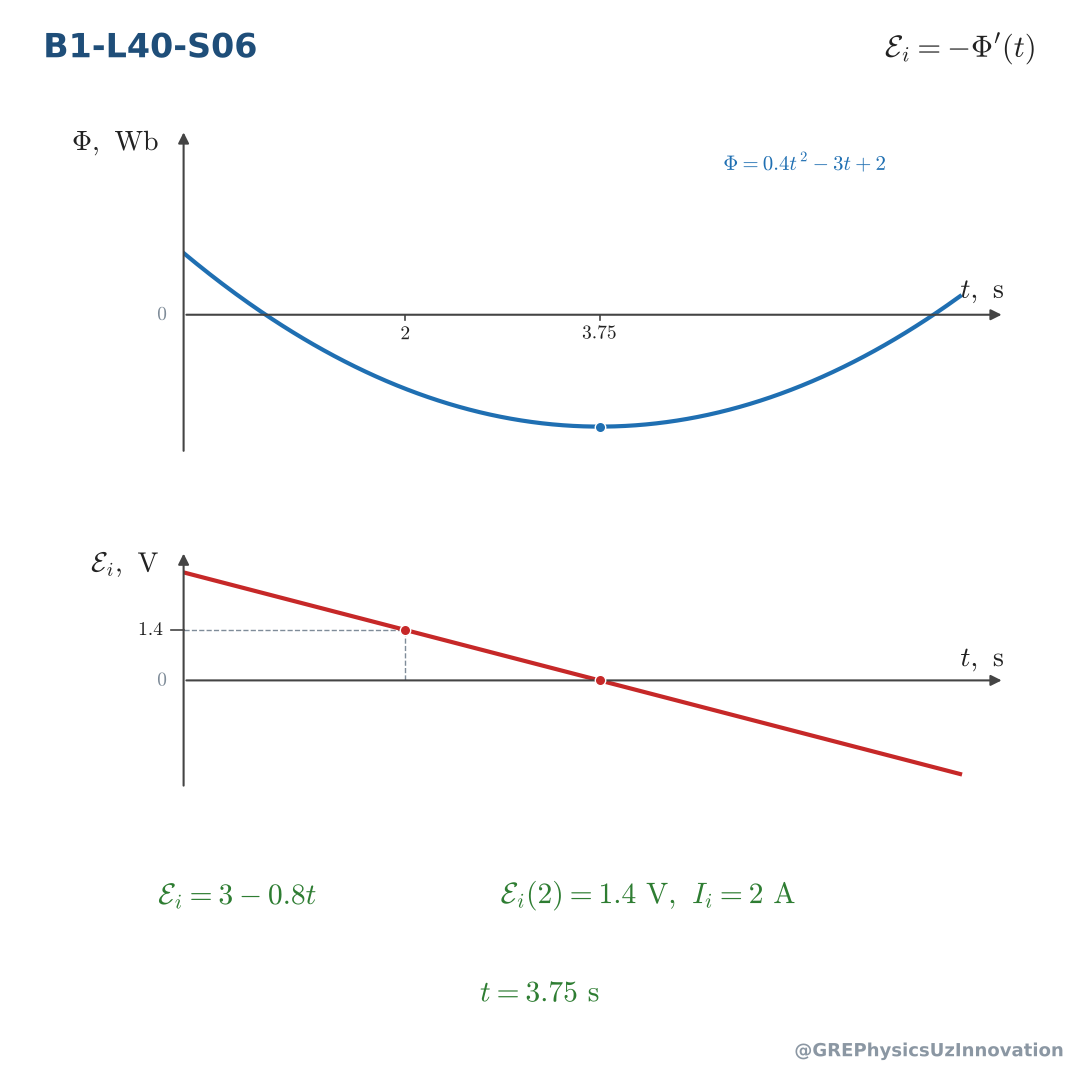 B1-L40-S06
ℰᵢ = −Φ′(t)
Φ, Wb
Φ = 0.4t² − 3t + 2
t, s
0
2
3.75
ℰᵢ, V
1.4
t, s
0
ℰᵢ = 3 − 0.8t
ℰᵢ(2) = 1.4 V, Iᵢ = 2 A
t = 3.75 s
@GREPhysicsUzInnovation